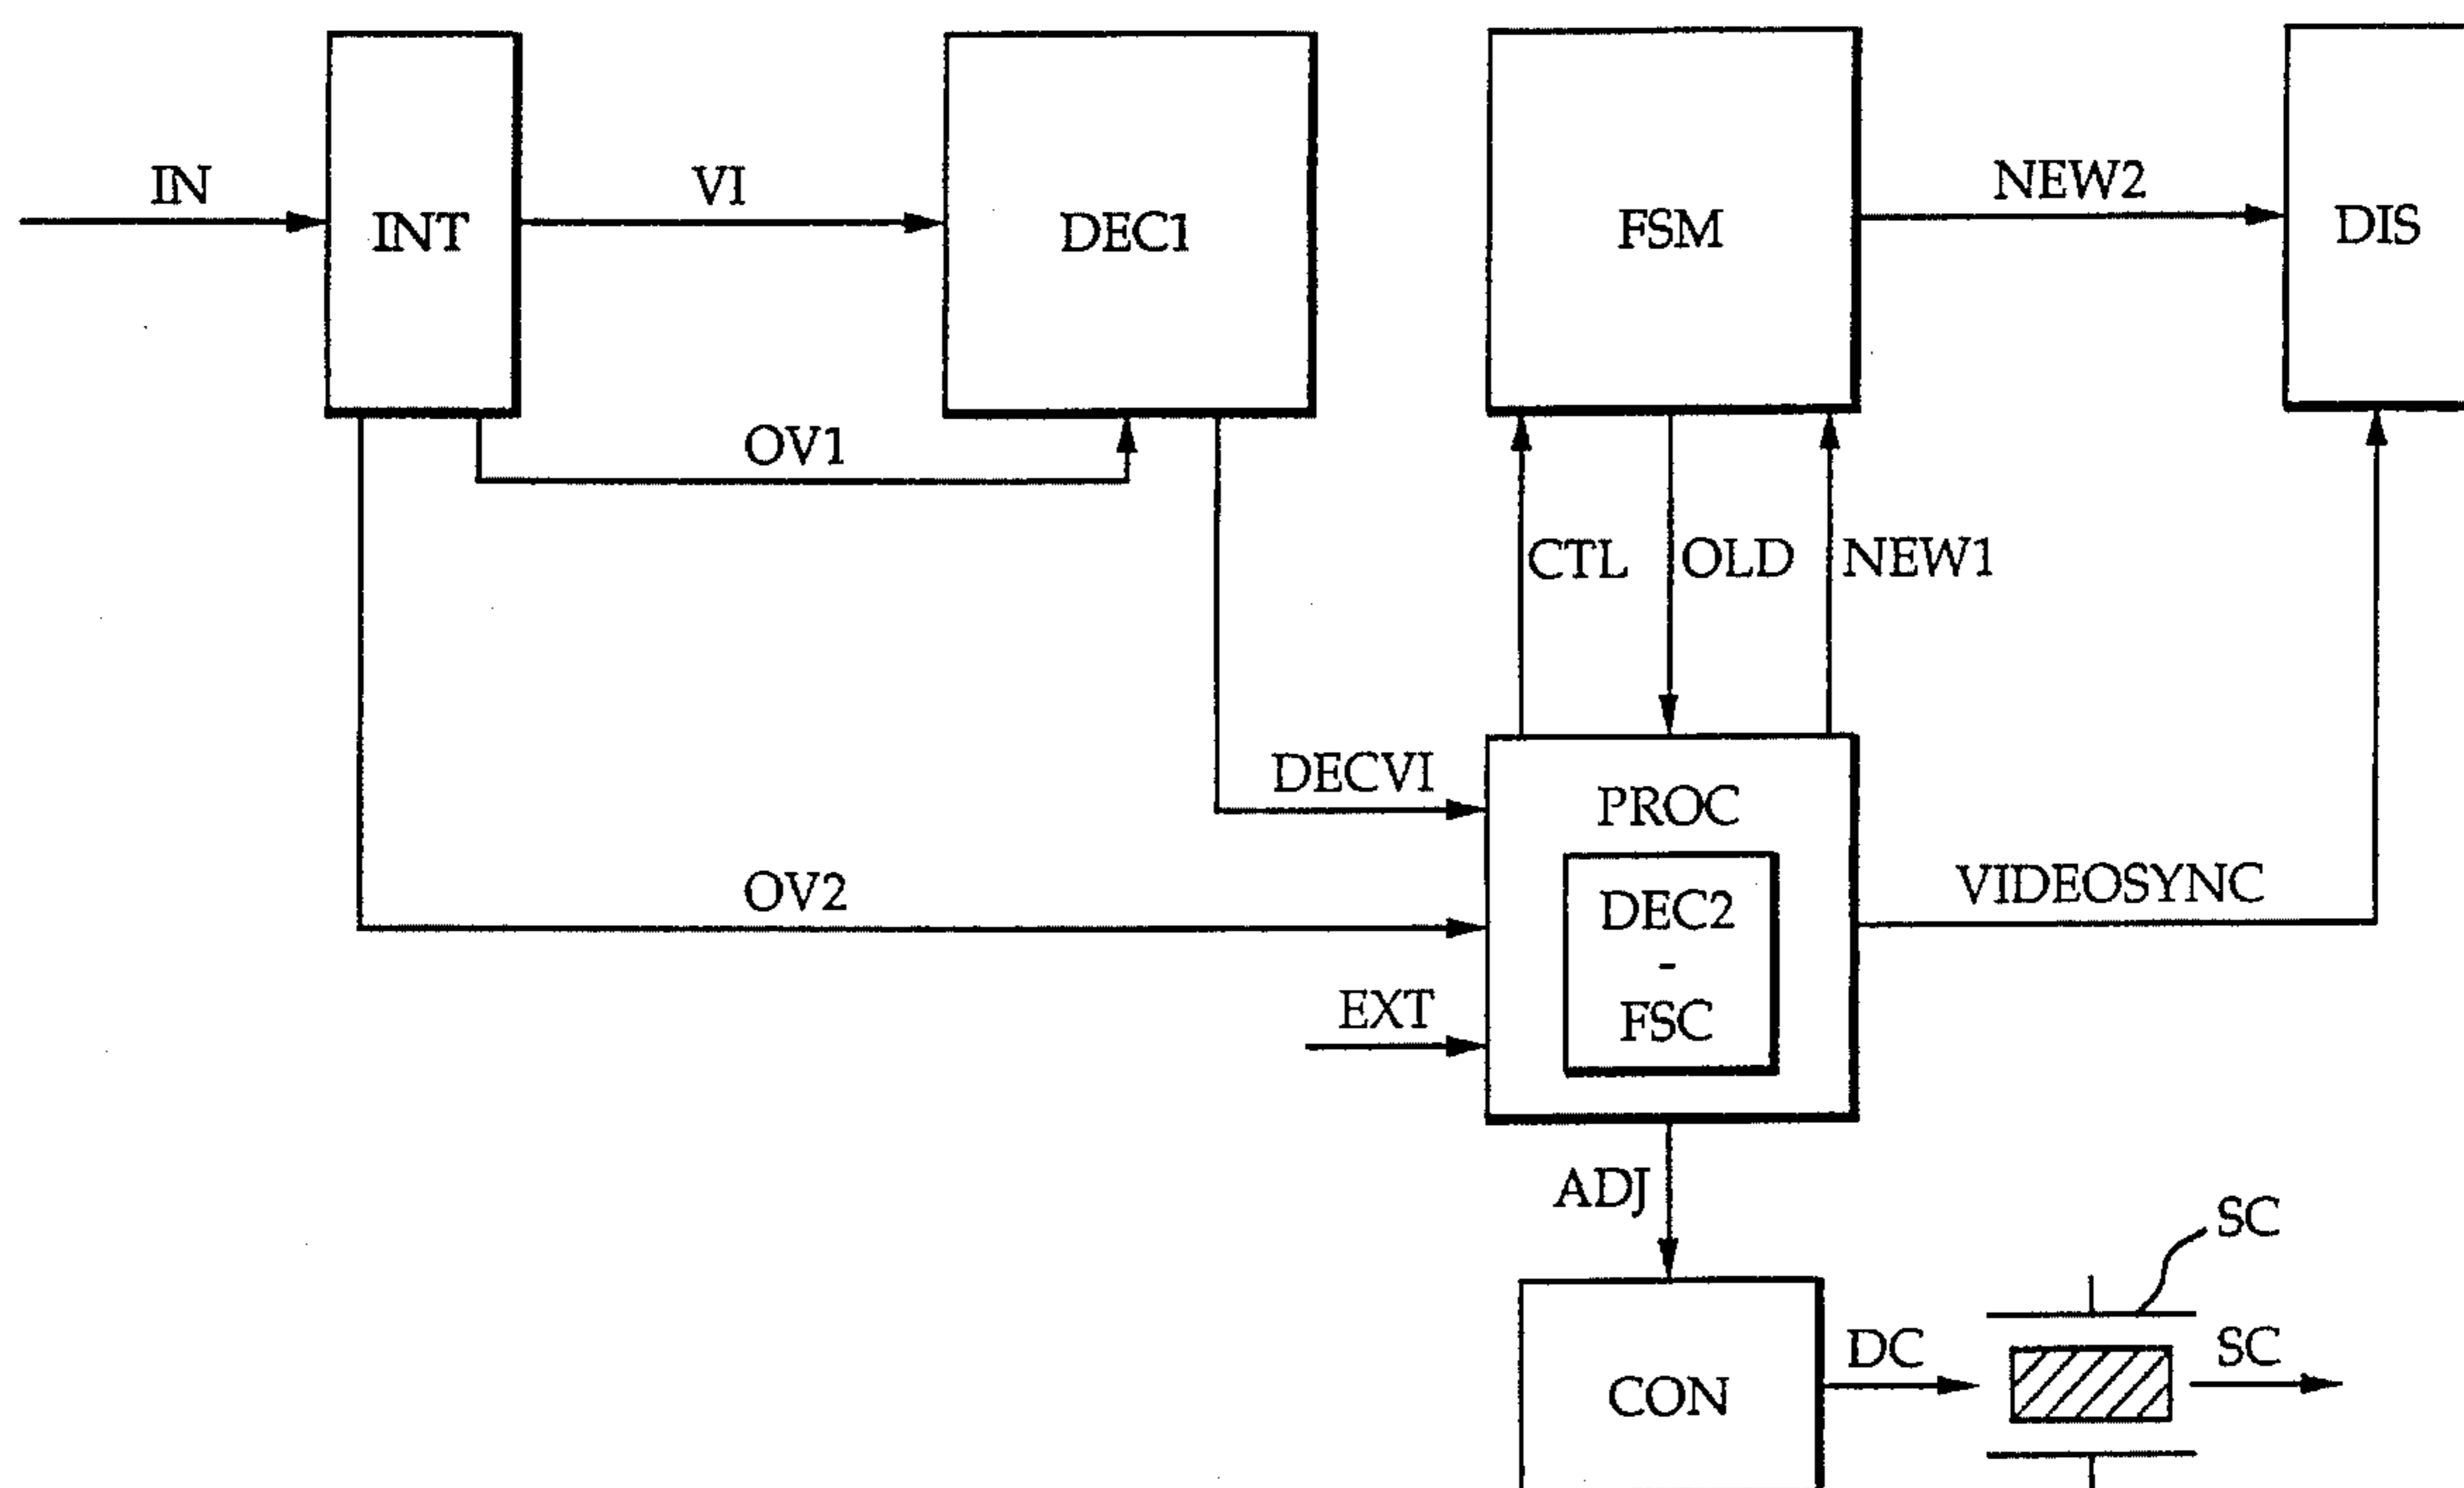 IN
INT
VI
DEC1
FSM
NEW2
DIS
OV1
CTL
OLD
NEW1
DECVI
PROC
OV2
DEC2
-
FSC
VIDEOSYNC
EXT
ADJ
SC
CON
DC
SC